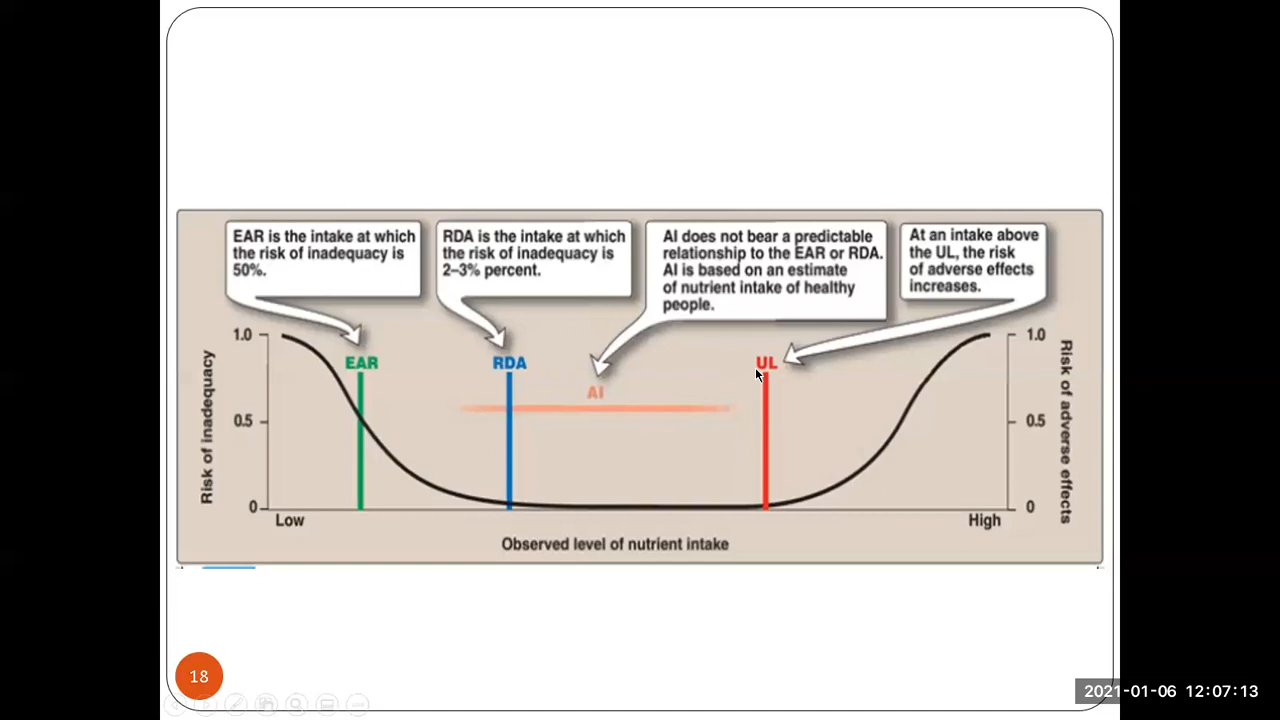 EAR is the intake at which
the risk of inadequacy is
50%.
RDA is the intake at which
the risk of inadequacy is
2–3% percent.
AI does not bear a predictable
relationship to the EAR or RDA.
AI is based on an estimate
of nutrient intake of healthy
people.
At an intake above
the UL, the risk
of adverse effects
increases.
1.0
0.5
0
Risk of inadequacy
EAR
RDA
AI
UL
1.0
0.5
0
Risk of adverse effects
Low
High
Observed level of nutrient intake
18
2021-01-06 12:07:13